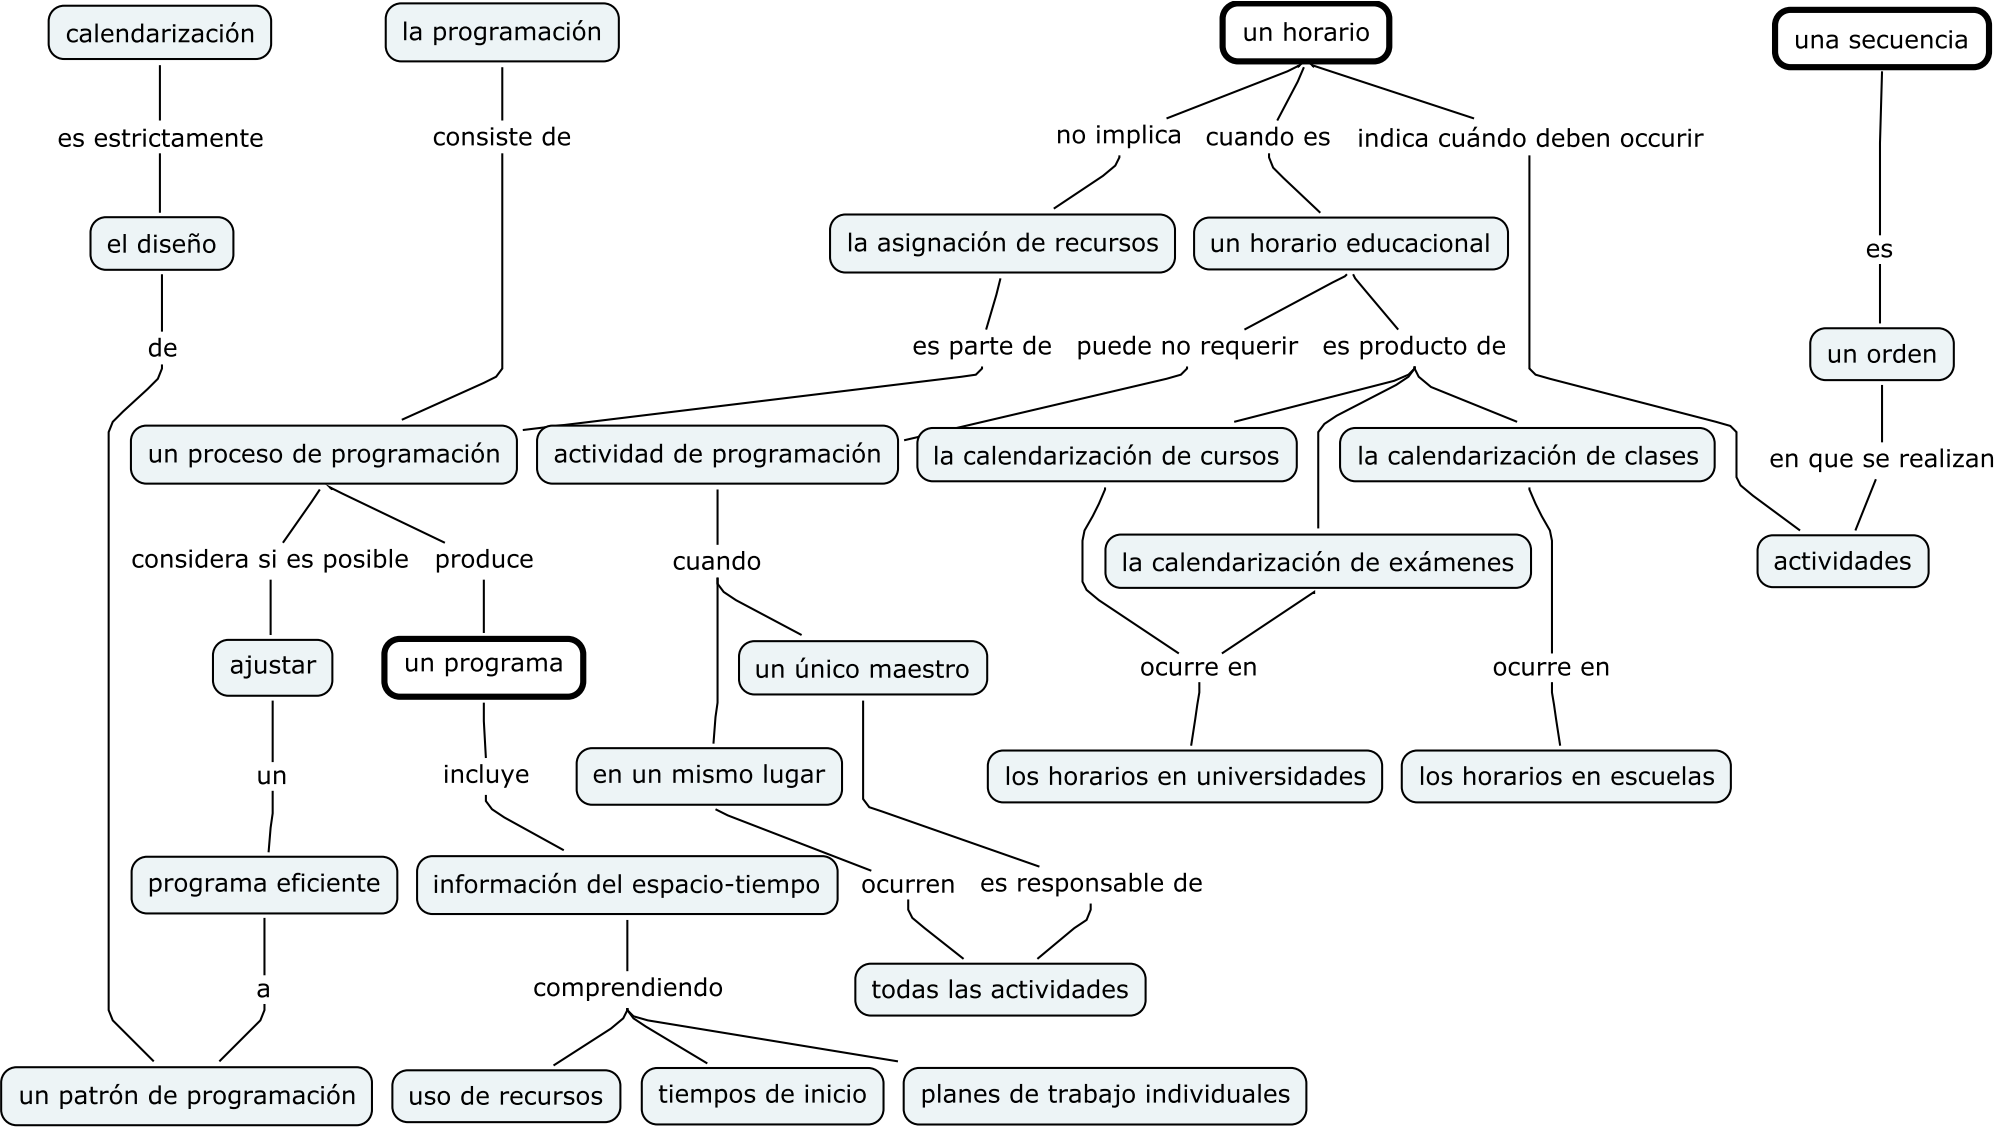 calendarización
la programación
un horario
una secuencia
es estrictamente
consiste de
no implica
cuando es
indica cuándo deben occurir
el diseño
la asignación de recursos
un horario educacional
es
de
es parte de
puede no requerir
es producto de
un orden
un proceso de programación
actividad de programación
la calendarización de cursos
la calendarización de clases
en que se realizan
considera si es posible
produce
cuando
la calendarización de exámenes
actividades
ajustar
un programa
un único maestro
ocurre en
ocurre en
un
incluye
en un mismo lugar
los horarios en universidades
los horarios en escuelas
programa eficiente
información del espacio-tiempo
ocurren
es responsable de
a
comprendiendo
todas las actividades
un patrón de programación
uso de recursos
tiempos de inicio
planes de trabajo individuales